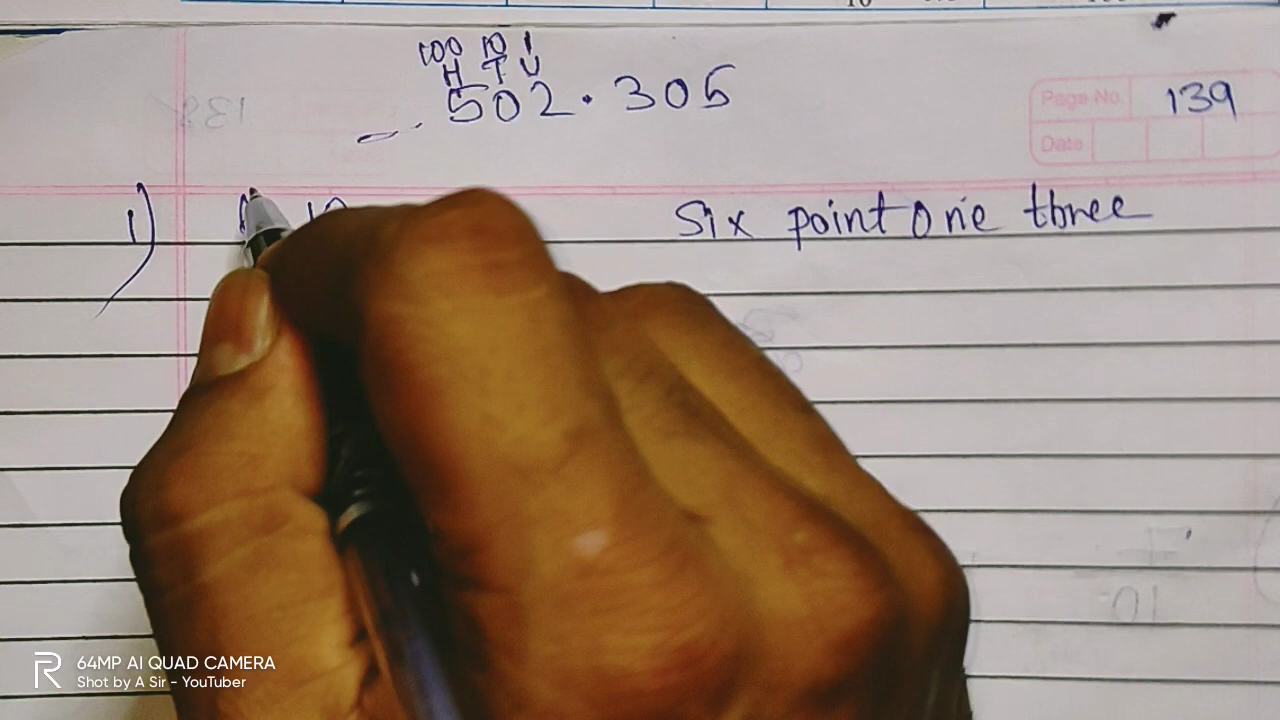 100 10 1
H T U
502.305
Page No. 139
Date
1) Six point One three
64MP AI QUAD CAMERA
Shot by A Sir - YouTuber